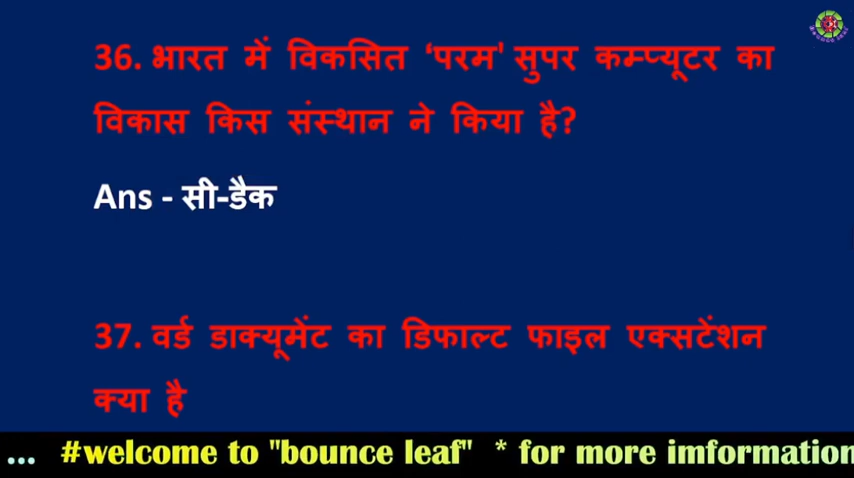 36. भारत में विकसित ‘परम' सुपर कम्प्यूटर का
विकास किस संस्थान ने किया है?
Ans - सी-डैक
37. वर्ड डाक्यूमेंट का डिफाल्ट फाइल एक्सटेंशन
क्या है
... #welcome to "bounce leaf" * for more imformation